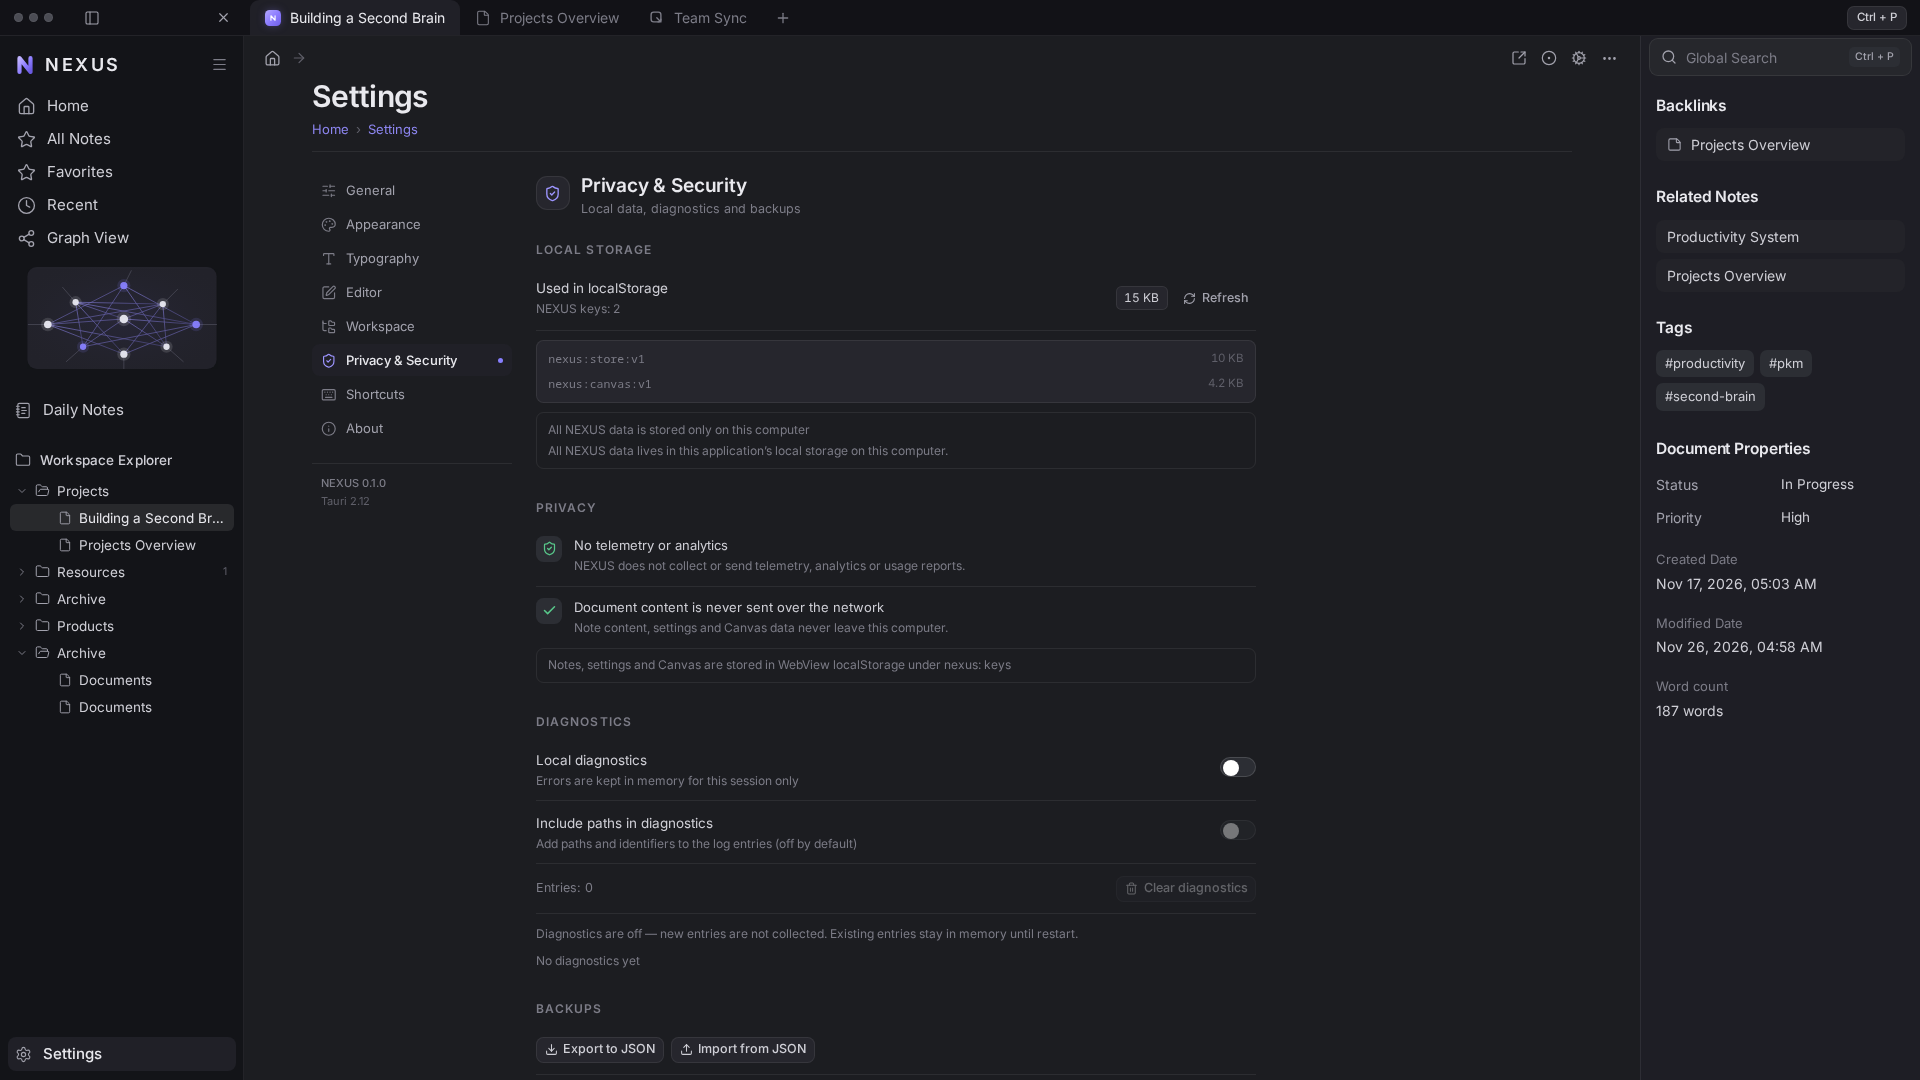 Building a Second Brain
Projects Overview
Team Sync
Ctrl + P
NEXUS
Home
All Notes
Favorites
Recent
Graph View
Daily Notes
Workspace Explorer
Projects
Building a Second Br...
Projects Overview
Resources 1
Archive
Products
Archive
Documents
Documents
Settings
Settings
Home › Settings
General
Appearance
Typography
Editor
Workspace
Privacy & Security
Shortcuts
About
NEXUS 0.1.0
Tauri 2.12
Privacy & Security
Local data, diagnostics and backups
LOCAL STORAGE
Used in localStorage
NEXUS keys: 2
15 KB
Refresh
nexus:store:v1 10 KB
nexus:canvas:v1 4.2 KB
All NEXUS data is stored only on this computer
All NEXUS data lives in this application's local storage on this computer.
PRIVACY
No telemetry or analytics
NEXUS does not collect or send telemetry, analytics or usage reports.
Document content is never sent over the network
Note content, settings and Canvas data never leave this computer.
Notes, settings and Canvas are stored in WebView localStorage under nexus: keys
DIAGNOSTICS
Local diagnostics
Errors are kept in memory for this session only
Include paths in diagnostics
Add paths and identifiers to the log entries (off by default)
Entries: 0
Clear diagnostics
Diagnostics are off — new entries are not collected. Existing entries stay in memory until restart.
No diagnostics yet
BACKUPS
Export to JSON
Import from JSON
Global Search Ctrl + P
Backlinks
Projects Overview
Related Notes
Productivity System
Projects Overview
Tags
#productivity #pkm
#second-brain
Document Properties
Status In Progress
Priority High
Created Date
Nov 17, 2026, 05:03 AM
Modified Date
Nov 26, 2026, 04:58 AM
Word count
187 words